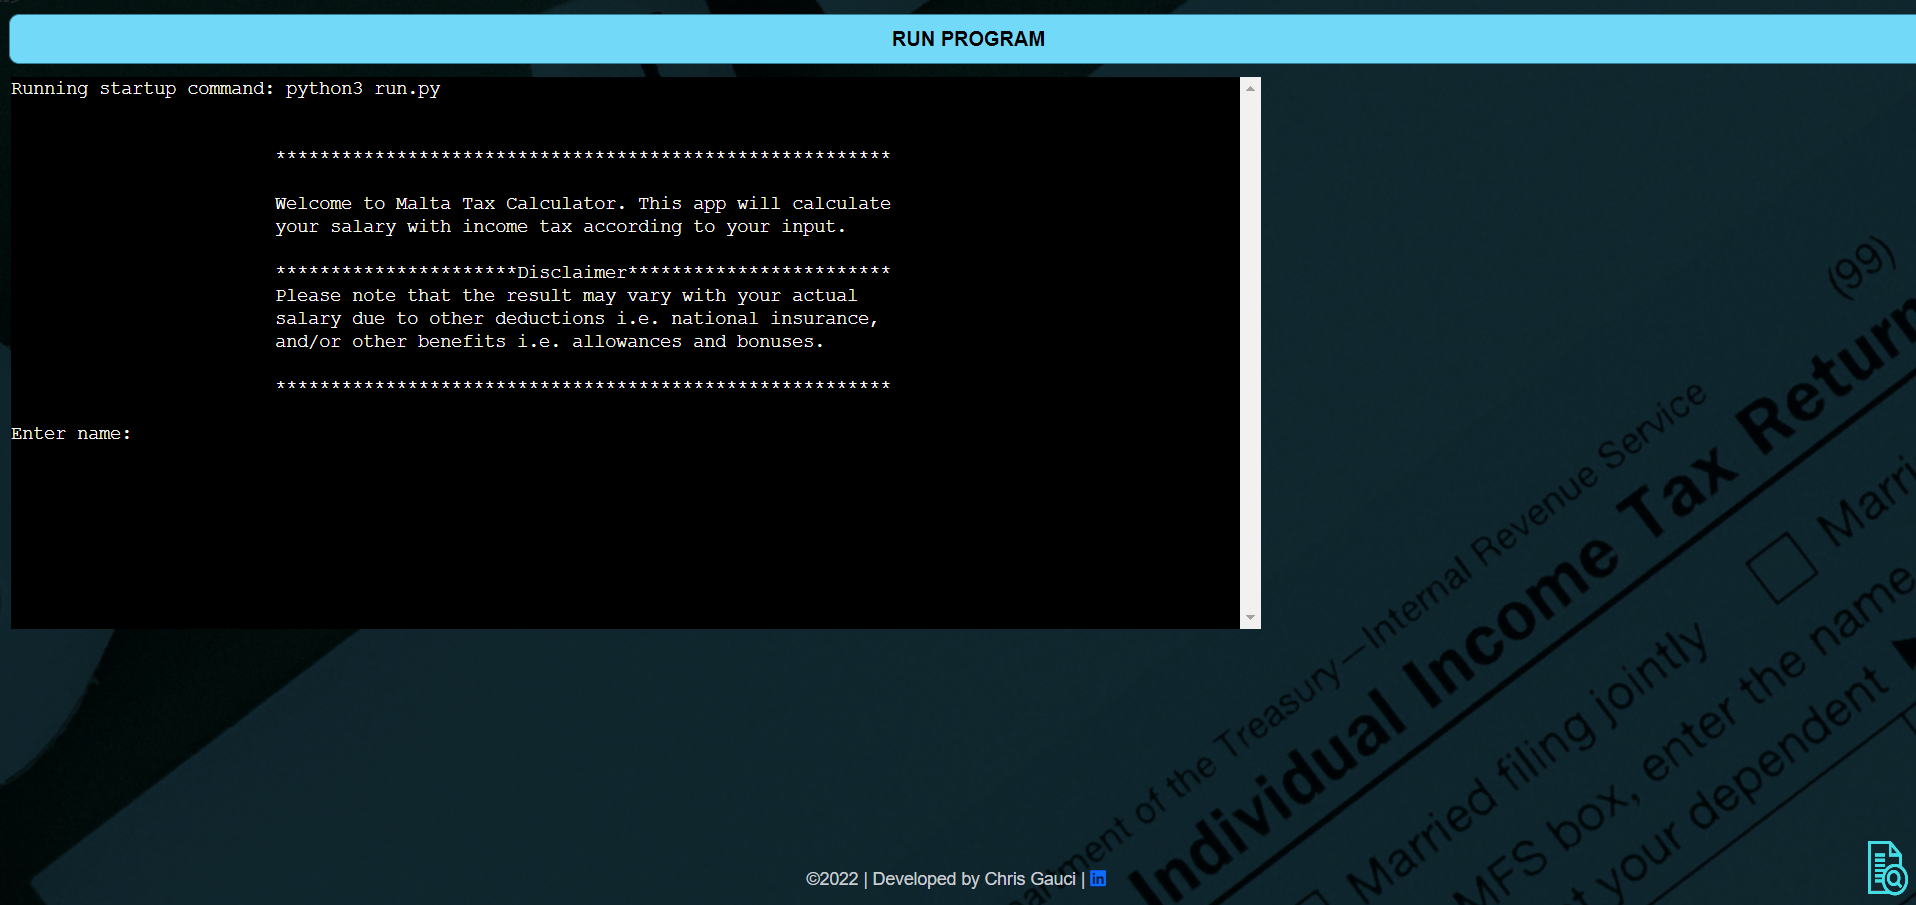 RUN PROGRAM
Running startup command: python3 run.py
********************************************************
Welcome to Malta Tax Calculator. This app will calculate
your salary with income tax according to your input.
**********************Disclaimer************************
Please note that the result may vary with your actual
salary due to other deductions i.e. national insurance,
and/or other benefits i.e. allowances and bonuses.
********************************************************
Enter name:
(99)
of the Treasury—Internal Revenue Service
Individual Income Tax Return
Married filling jointly
MFS box, enter the name
your dependent
©2022 | Developed by Chris Gauci | in